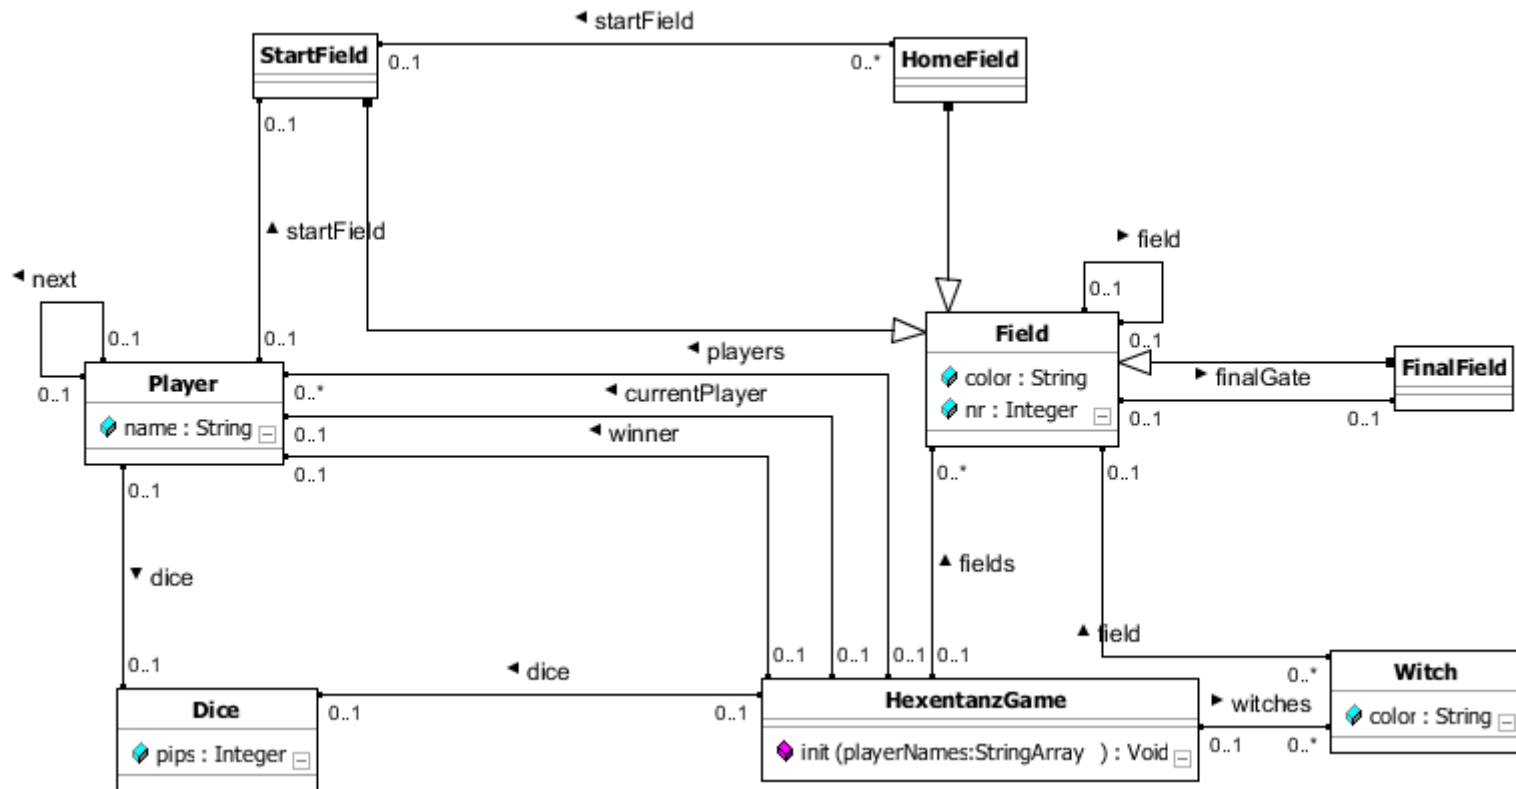 ◄ startField
StartField
HomeField
0..1
0..*
0..1
▲ startField
► field
◄ next
0..1
0..1
0..1
0..1
0..1
◄ players
Field
Player
FinalField
color : String
► finalGate
0..*
◄ currentPlayer
nr : Integer
name : String
0..1
0..1
0..1
◄ winner
0..1
0..*
0..1
0..1
▲ fields
▼ dice
▲ field
0..1
0..1
0..1
0..1
0..1
◄ dice
0..*
Witch
HexentanzGame
Dice
0..1
0..1
► witches
color : String
pips : Integer
init (playerNames:StringArray ) : Void
0..1
0..*